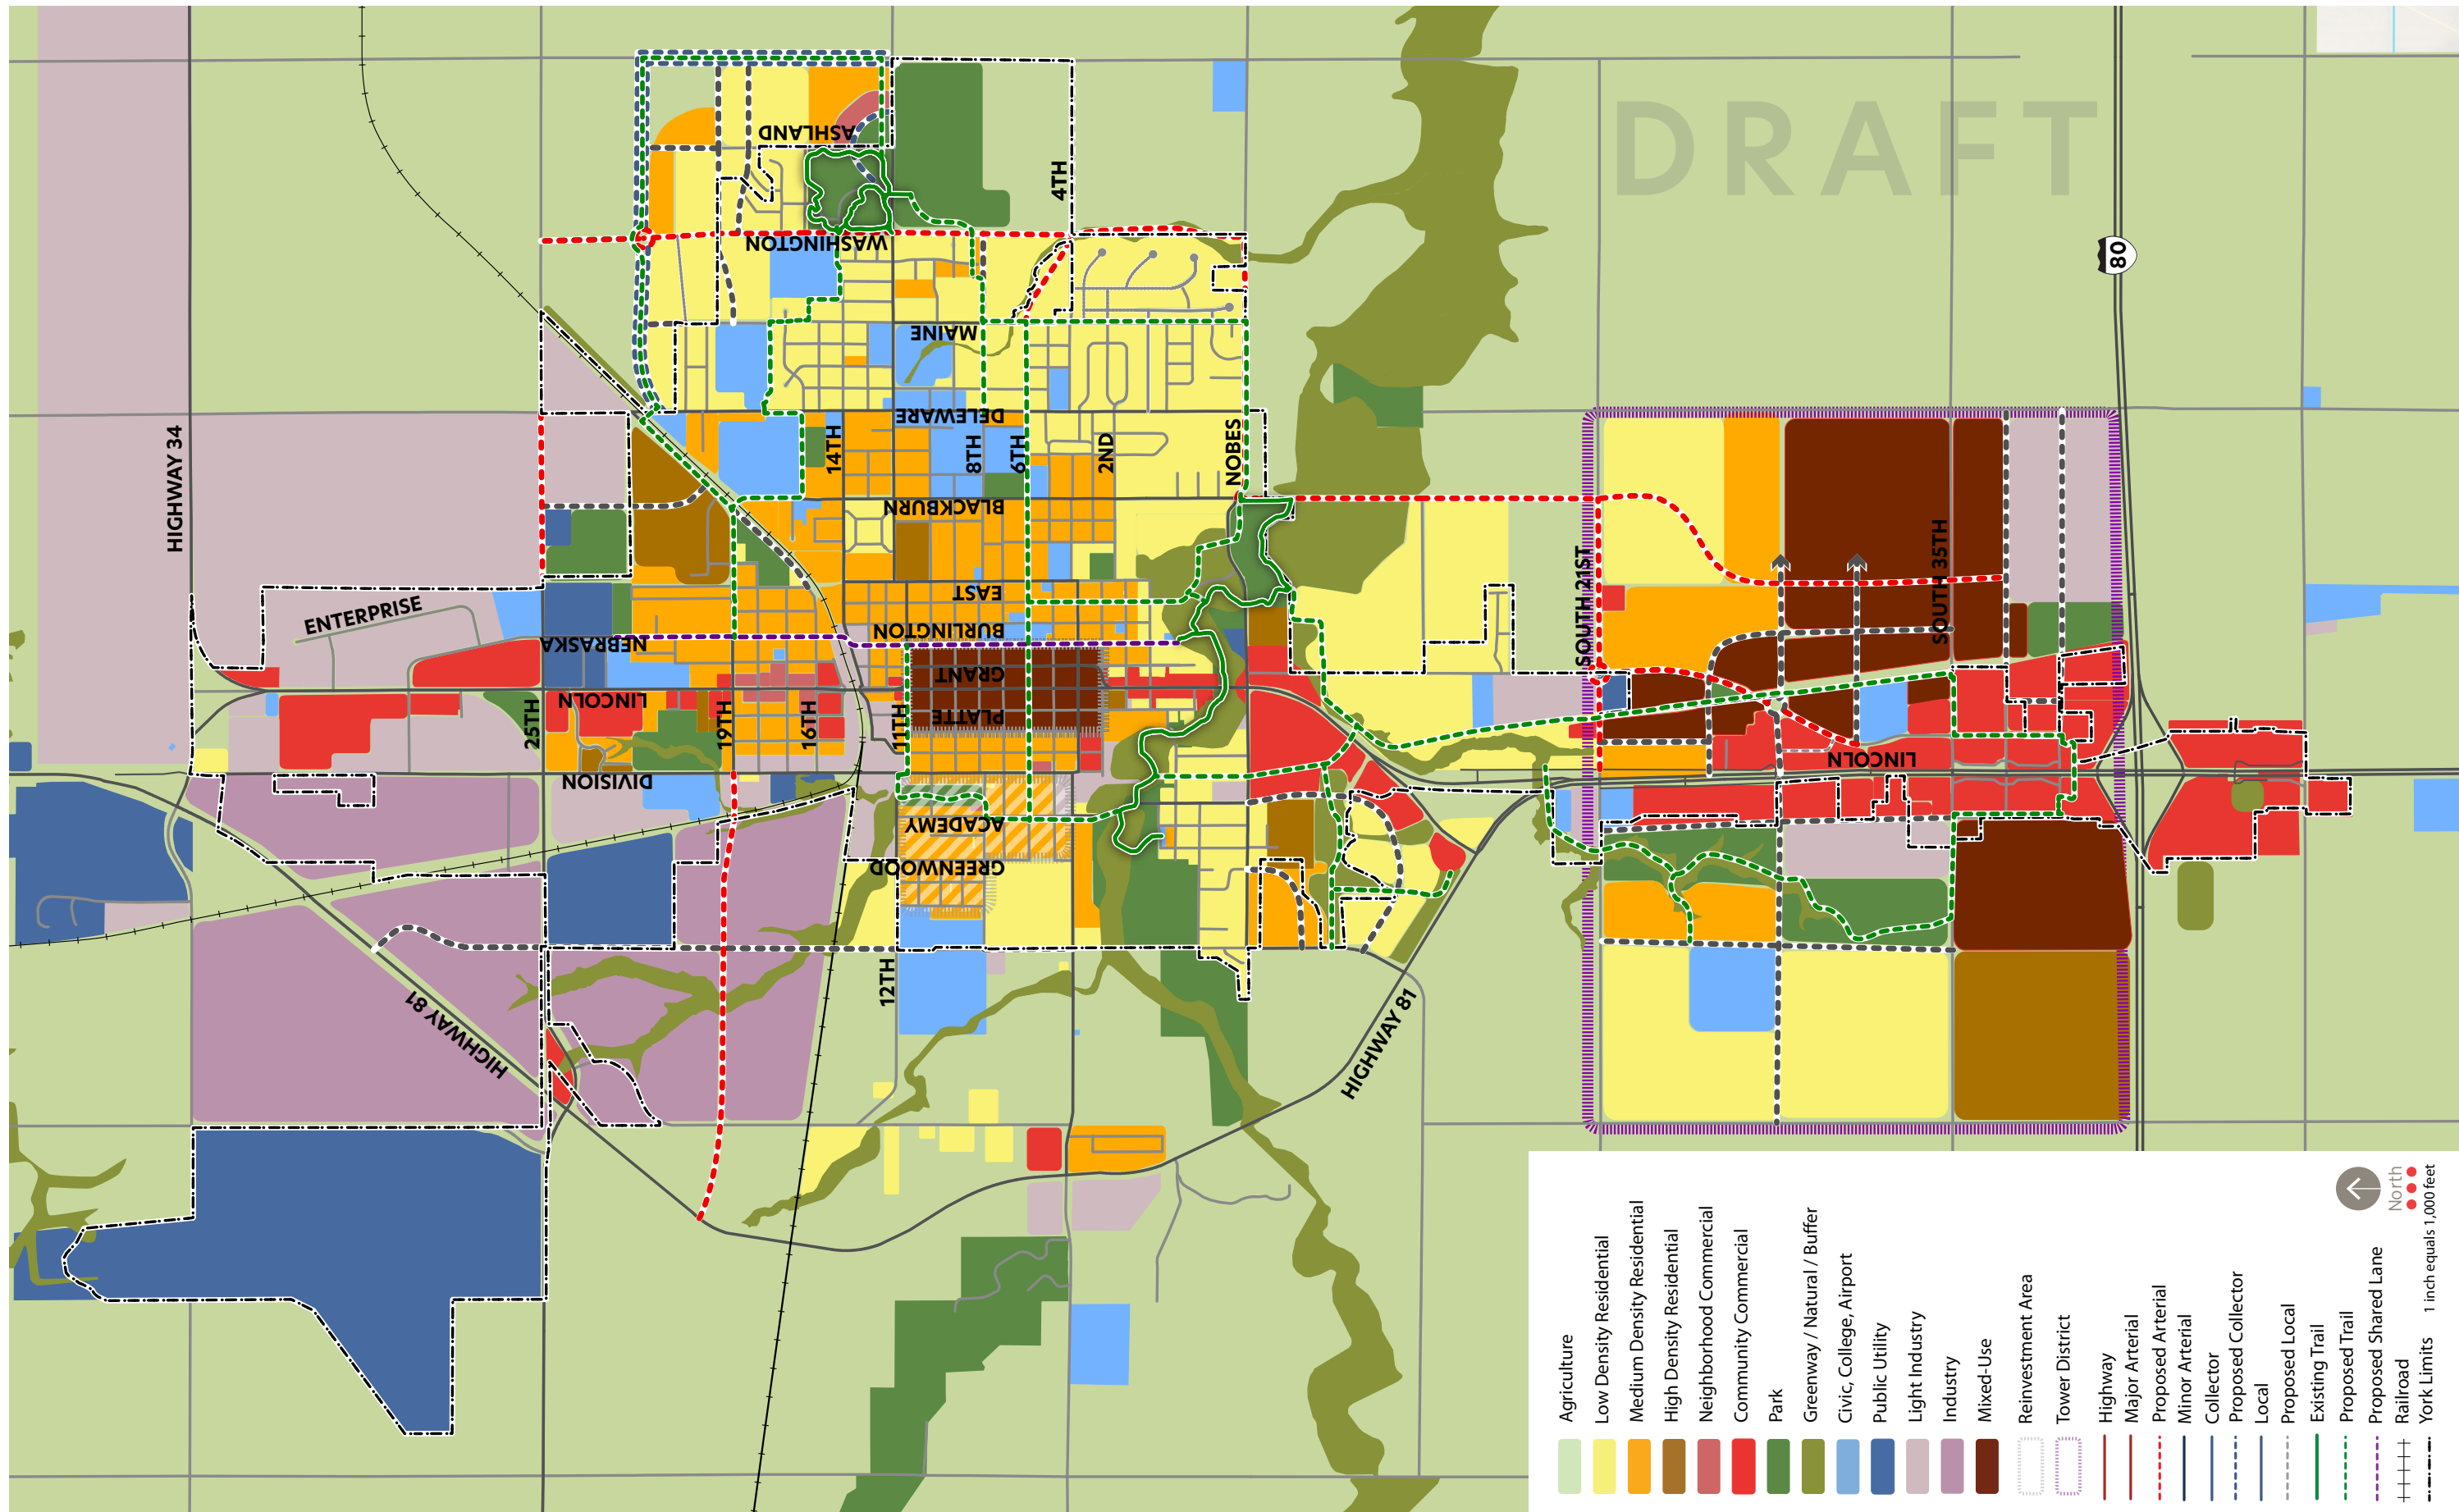 DRAFT
ASHLAND
4TH
WASHINGTON
80
MAINE
DELEWARE
HIGHWAY 34
14TH
8TH
6TH
2ND
NOBES
BLACKBURN
SOUTH 21ST
SOUTH 35TH
ENTERPRISE
EAST
BURLINGTON
NEBRASKA
GRANT
LINCOLN
PLATTE
25TH
19TH
16TH
11TH
DIVISION
LINCOLN
ACADEMY
GREENWOOD
12TH
HIGHWAY 81
HIGHWAY 81
Agriculture
Low Density Residential
Medium Density Residential
High Density Residential
Neighborhood Commercial
Community Commercial
Park
Greenway / Natural / Buffer
Civic, College, Airport
Public Utility
Light Industry
Industry
Mixed-Use
Reinvestment Area
Tower District
Highway
Major Arterial
Proposed Arterial
Minor Arterial
Collector
Proposed Collector
Local
Proposed Local
Existing Trail
Proposed Trail
Proposed Shared Lane
Railroad
York Limits
North
1 inch equals 1,000 feet